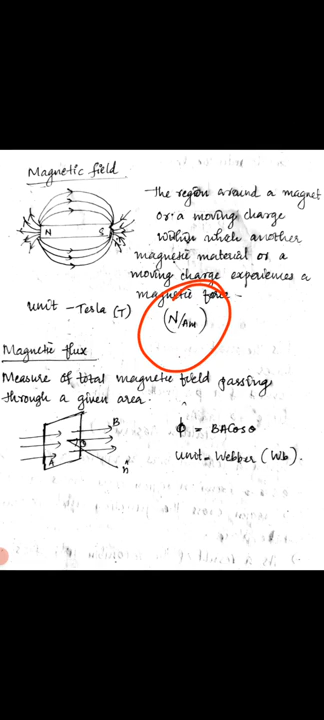 Magnetic field
The region around a magnet
or a moving charge
within which another
magnetic material or a
moving charge experiences a
magnetic force.
N S
unit - Tesla (T) (N/Am)
Magnetic flux
Measure of total magnetic field passing
through a given area.
B
A θ
n̂
ϕ = BACosθ
unit - Webber (Wb).